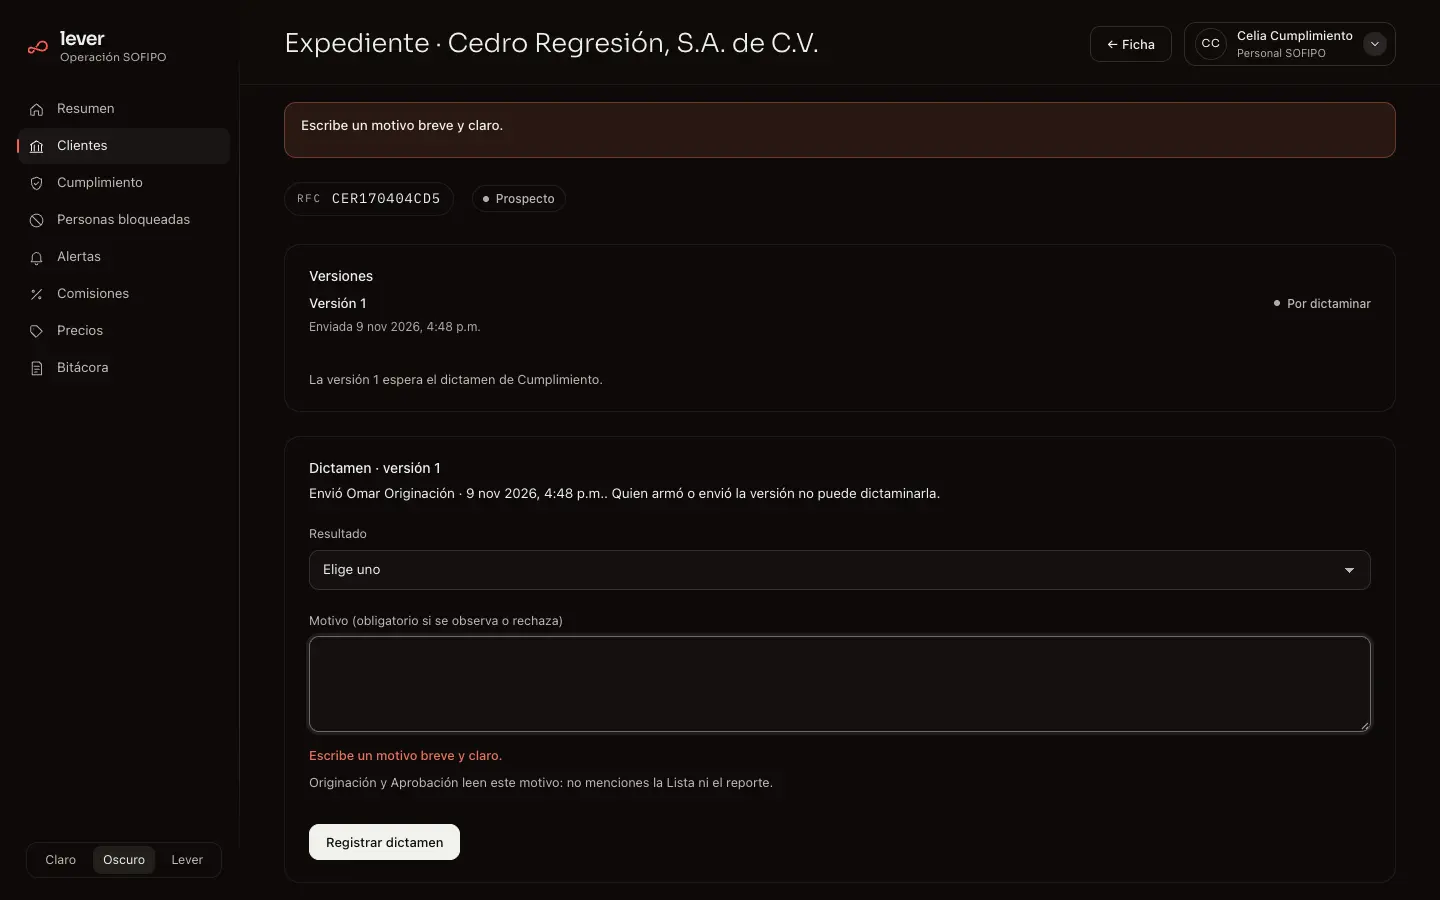 lever
Operación SOFIPO
Resumen
Clientes
Cumplimiento
Personas bloqueadas
Alertas
Comisiones
Precios
Bitácora
Claro
Oscuro
Lever
Expediente · Cedro Regresión, S.A. de C.V.
← Ficha
CC
Celia Cumplimiento
Personal SOFIPO
Escribe un motivo breve y claro.
RFC CER170404CD5
Prospecto
Versiones
Versión 1
Por dictaminar
Enviada 9 nov 2026, 4:48 p.m.
La versión 1 espera el dictamen de Cumplimiento.
Dictamen · versión 1
Envió Omar Originación · 9 nov 2026, 4:48 p.m.. Quien armó o envió la versión no puede dictaminarla.
Resultado
Elige uno
Motivo (obligatorio si se observa o rechaza)
Escribe un motivo breve y claro.
Originación y Aprobación leen este motivo: no menciones la Lista ni el reporte.
Registrar dictamen